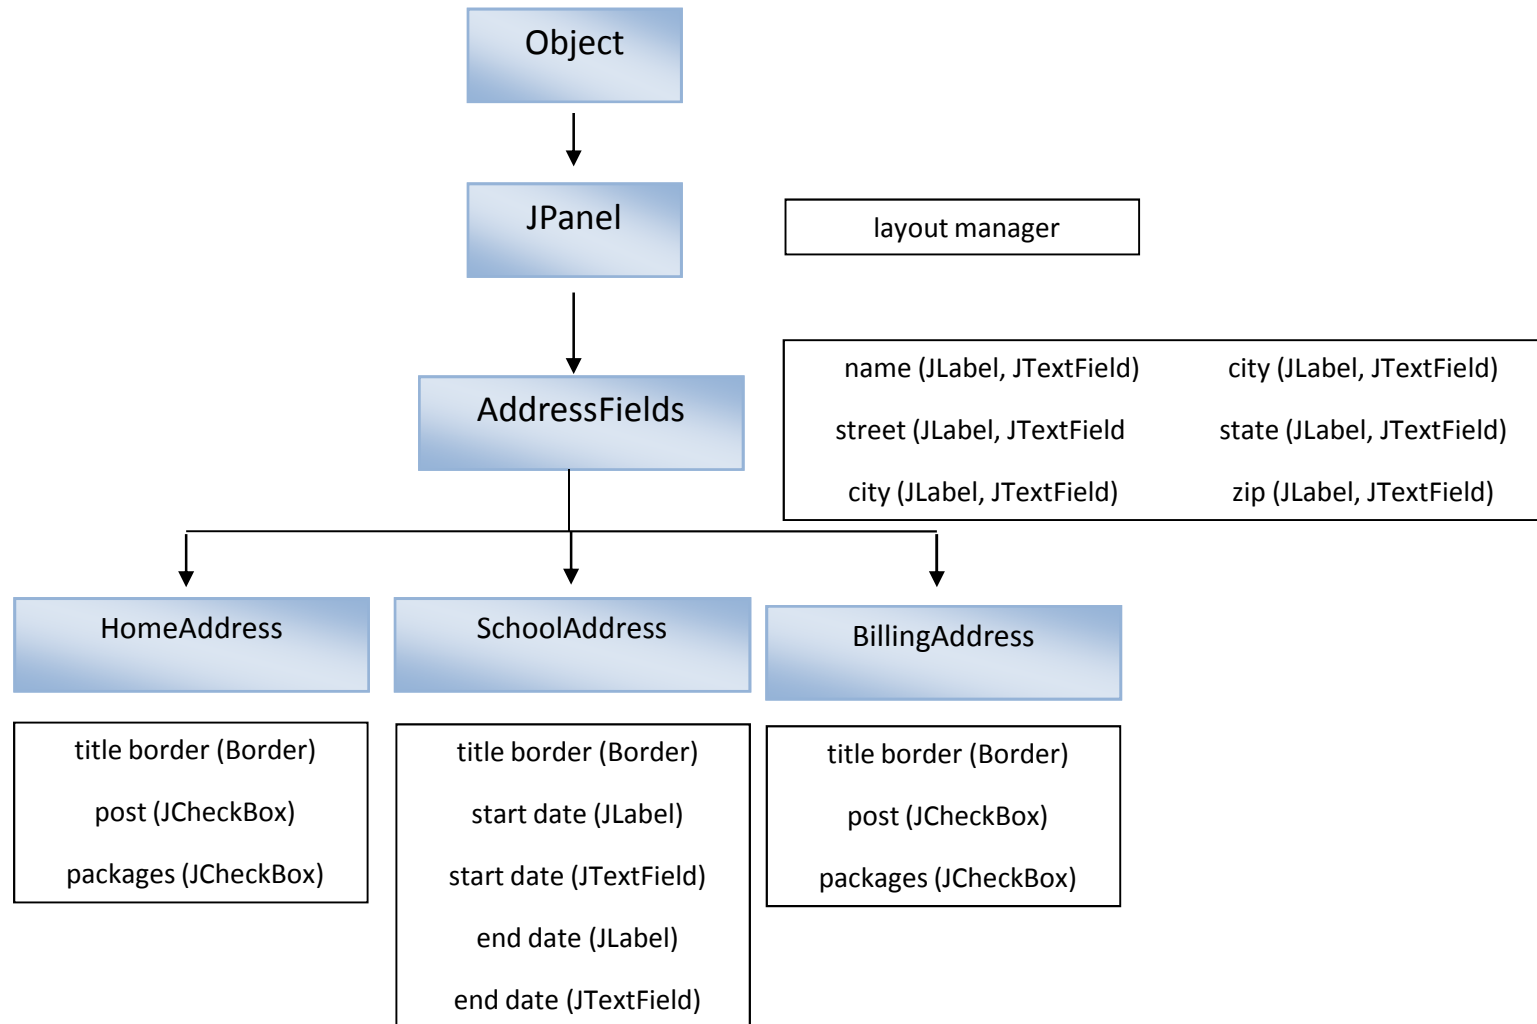 Object
JPanel
layout manager
AddressFields
name (JLabel, JTextField) city (JLabel, JTextField)
street (JLabel, JTextField state (JLabel, JTextField)
city (JLabel, JTextField) zip (JLabel, JTextField)
HomeAddress
SchoolAddress
BillingAddress
title border (Border)
post (JCheckBox)
packages (JCheckBox)
title border (Border)
start date (JLabel)
start date (JTextField)
end date (JLabel)
end date (JTextField)
title border (Border)
post (JCheckBox)
packages (JCheckBox)